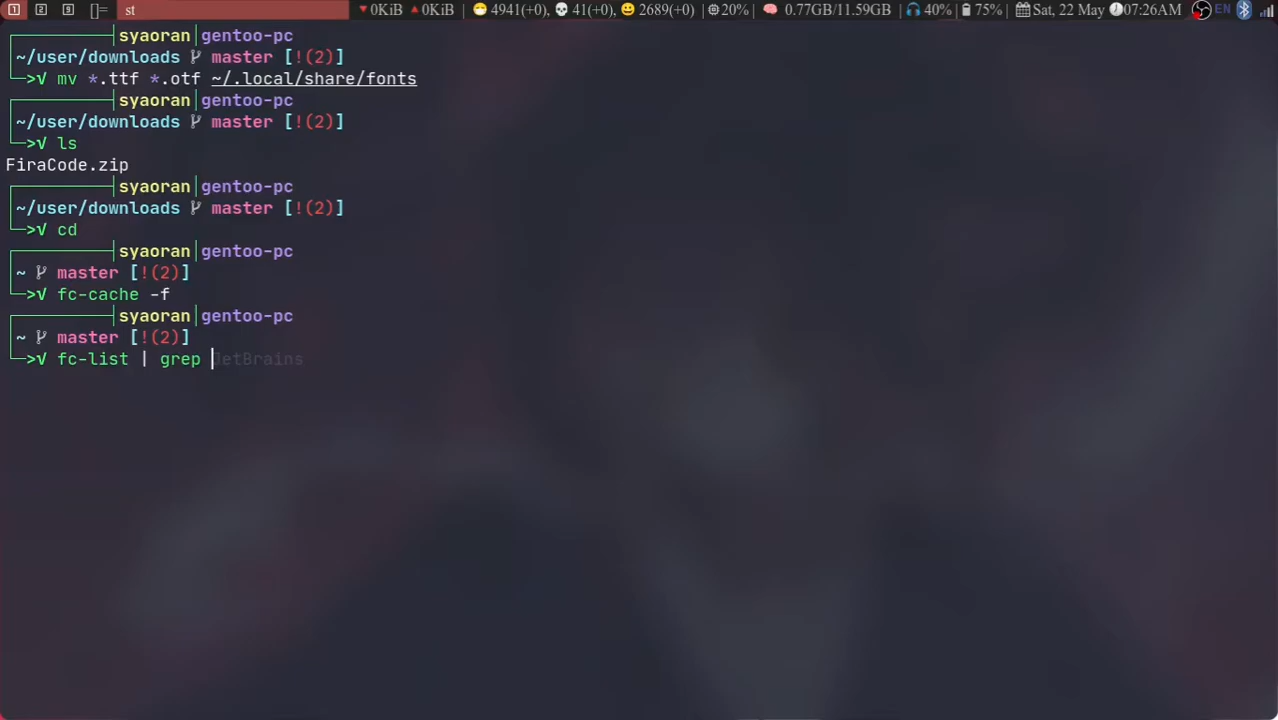 1 2 9 []= st 🔻0KiB 🔺0KiB | 😷 4941(+0), 💀 41(+0), 😀 2689(+0) | 20% | 🧠 0.77GB/11.59GB | 🎧 40% | 🔋 75% | Sat, 22 May 🕗07:26AM EN
syaoran|gentoo-pc
~/user/downloads master [!(2)]
└─>√ mv *.ttf *.otf ~/.local/share/fonts
syaoran|gentoo-pc
~/user/downloads master [!(2)]
└─>√ ls
FiraCode.zip
syaoran|gentoo-pc
~/user/downloads master [!(2)]
└─>√ cd
syaoran|gentoo-pc
~ master [!(2)]
└─>√ fc-cache -f
syaoran|gentoo-pc
~ master [!(2)]
└─>√ fc-list | grep JetBrains